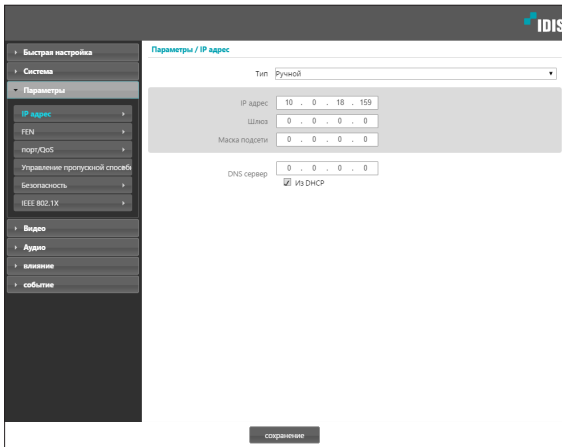 IDIS
Быстрая настройка
Система
Параметры
IP адрес
FEN
порт/QoS
Управление пропускной способн
Безопасность
IEEE 802.1X
Видео
Аудио
влияние
событие
Параметры / IP адрес
Тип Ручной
IP адрес 10 . 0 . 18 . 159
Шлюз 0 . 0 . 0 . 0
Маска подсети 0 . 0 . 0 . 0
DNS сервер 0 . 0 . 0 . 0
Из DHCP
сохранение